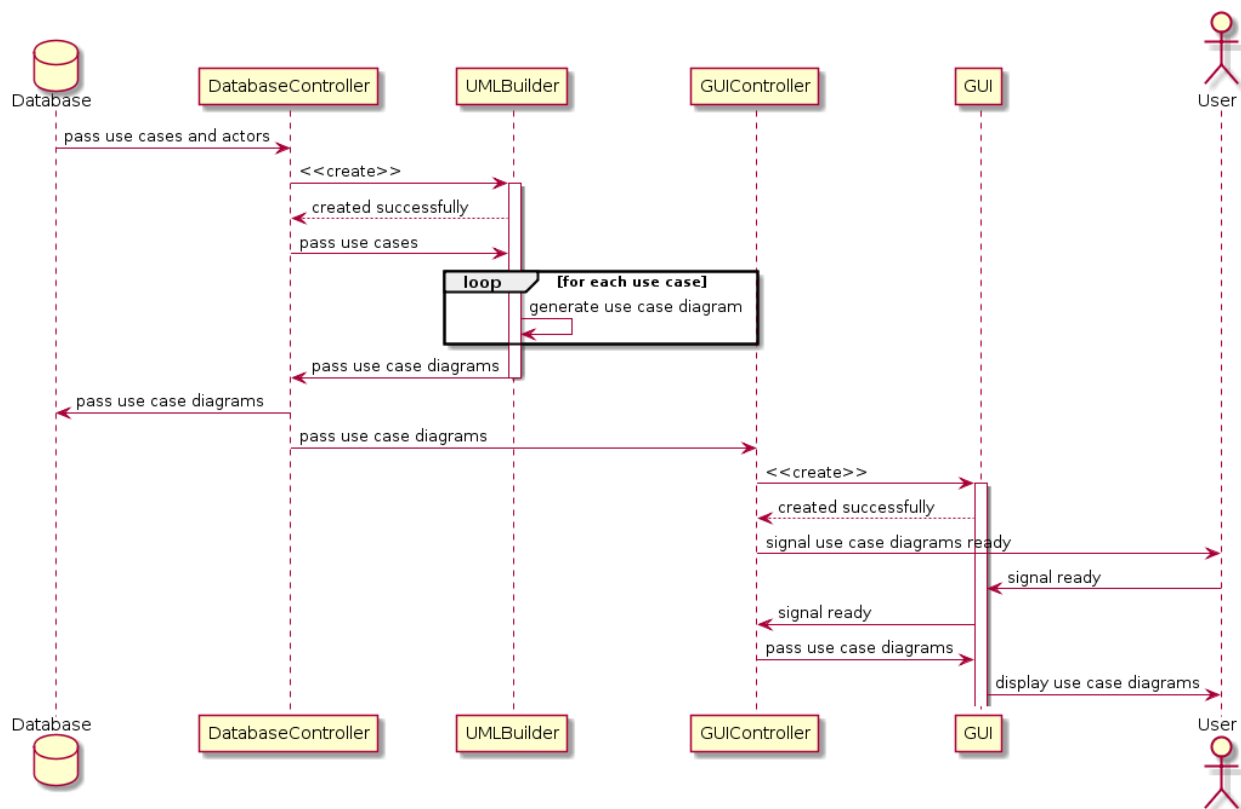 Database
DatabaseController
UMLBuilder
GUIController
GUI
User
pass use cases and actors
<<create>>
created successfully
pass use cases
loop
[for each use case]
generate use case diagram
pass use case diagrams
pass use case diagrams
pass use case diagrams
<<create>>
created successfully
signal use case diagrams ready
signal ready
signal ready
pass use case diagrams
display use case diagrams
Database
DatabaseController
UMLBuilder
GUIController
GUI
User